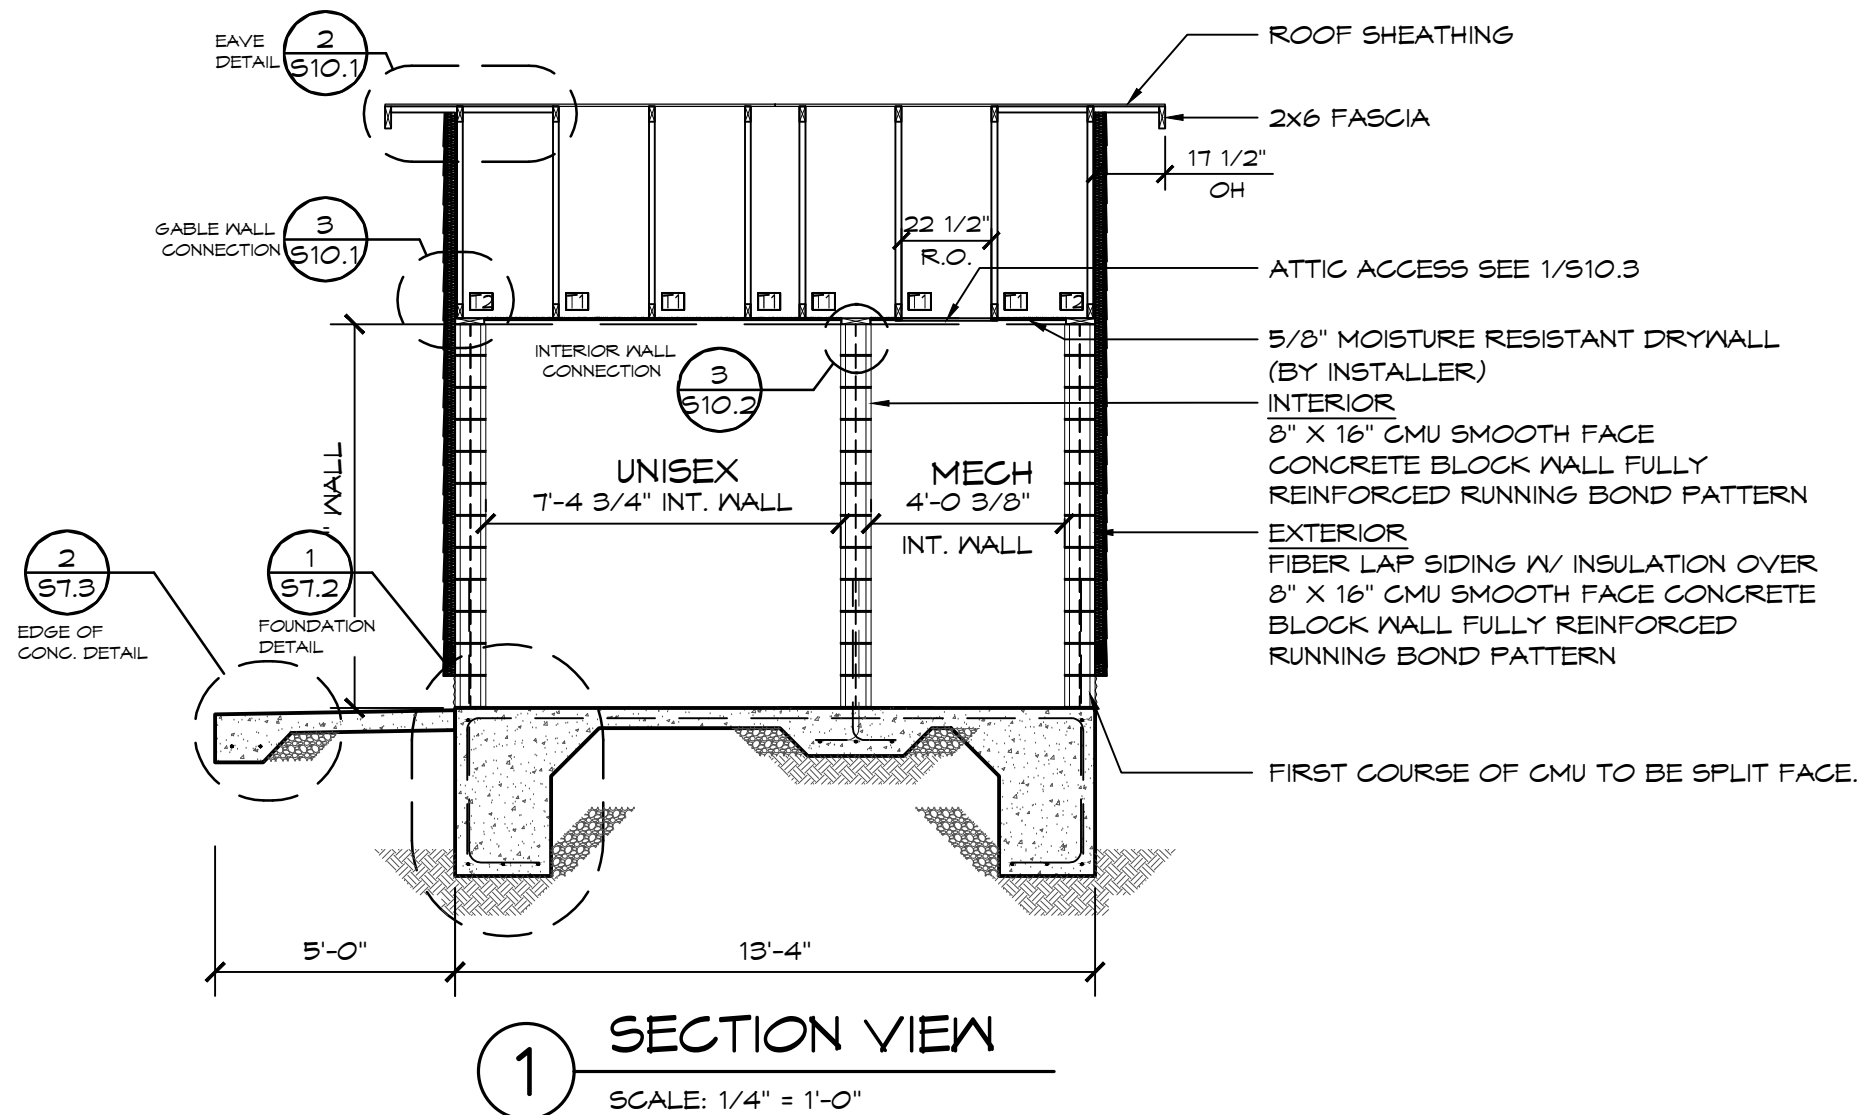 EAVE
DETAIL
2
S10.1
ROOF SHEATHING
2x6 FASCIA
17 1/2"
OH
GABLE WALL
CONNECTION
3
S10.1
22 1/2"
R.O.
ATTIC ACCESS SEE 1/S10.3
T2
T1
T1
T1
T1
T1
T1
T2
5/8" MOISTURE RESISTANT DRYWALL
(BY INSTALLER)
INTERIOR WALL
CONNECTION
3
S10.2
INTERIOR
8" X 16" CMU SMOOTH FACE
CONCRETE BLOCK WALL FULLY
REINFORCED RUNNING BOND PATTERN
UNISEX
7'-4 3/4" INT. WALL
MECH
4'-0 3/8"
INT. WALL
" WALL
EXTERIOR
FIBER LAP SIDING W/ INSULATION OVER
8" X 16" CMU SMOOTH FACE CONCRETE
BLOCK WALL FULLY REINFORCED
RUNNING BOND PATTERN
2
S7.3
EDGE OF
CONC. DETAIL
1
S7.2
FOUNDATION
DETAIL
FIRST COURSE OF CMU TO BE SPLIT FACE.
5'-0"
13'-4"
1
SECTION VIEW
SCALE: 1/4" = 1'-0"